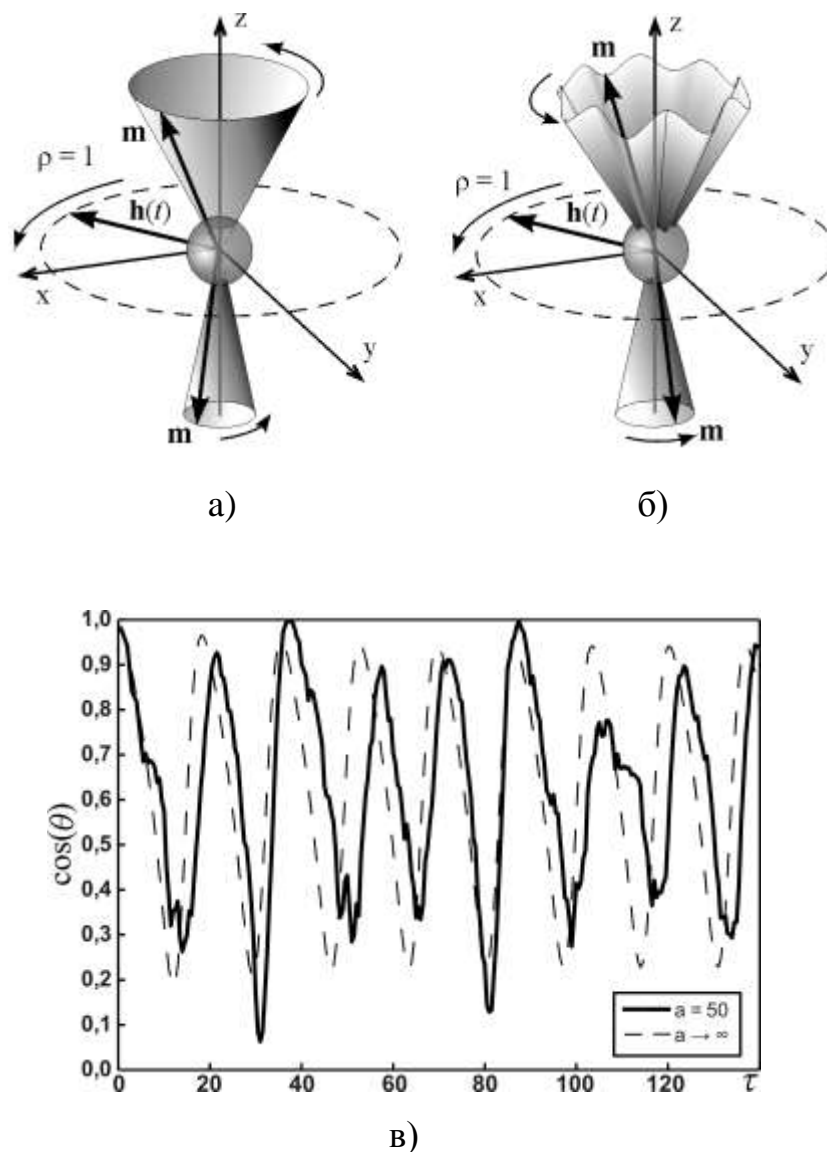 z
m
ρ = 1
h(t)
x
y
m
z
m
ρ = 1
h(t)
x
y
m
а)
б)
1,0
0,9
0,8
0,7
0,6
0,5
0,4
0,3
0,2
0,1
0,0
cos(θ)
0 20 40 60 80 100 120 τ
a = 50
a → ∞
в)